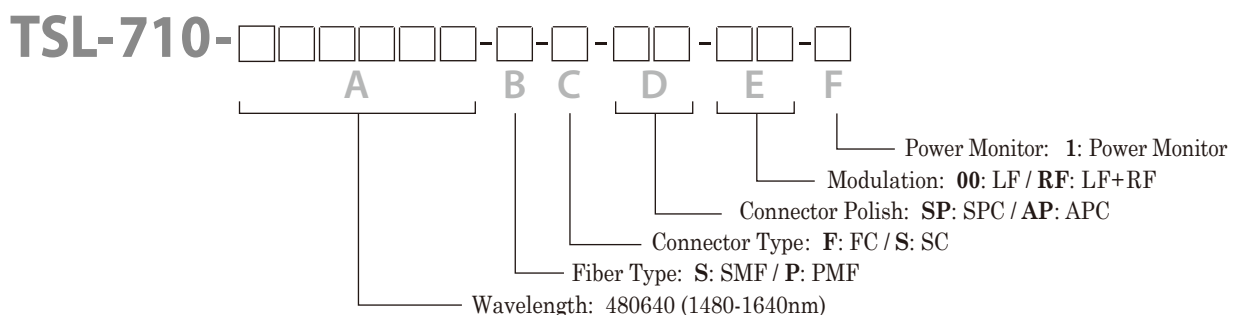 TSL-710-□□□□□□-□-□-□□-□□-□
A B C D E F
Power Monitor: 1: Power Monitor
Modulation: 00: LF / RF: LF+RF
Connector Polish: SP: SPC / AP: APC
Connector Type: F: FC / S: SC
Fiber Type: S: SMF / P: PMF
Wavelength: 480640 (1480-1640nm)